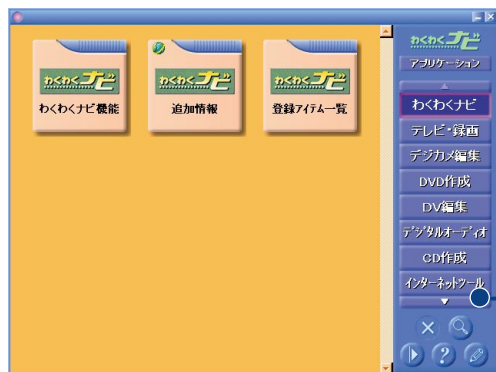 わくわくナビ
わくわくナビ
わくわくナビ
わくわくナビ機能
追加情報
登録アイテム一覧
わくわくナビ
アプリケーション
わくわくナビ
テレビ・録画
デジカメ編集
DVD作成
DV編集
デジタルオーディオ
CD作成
インターネットツール
?